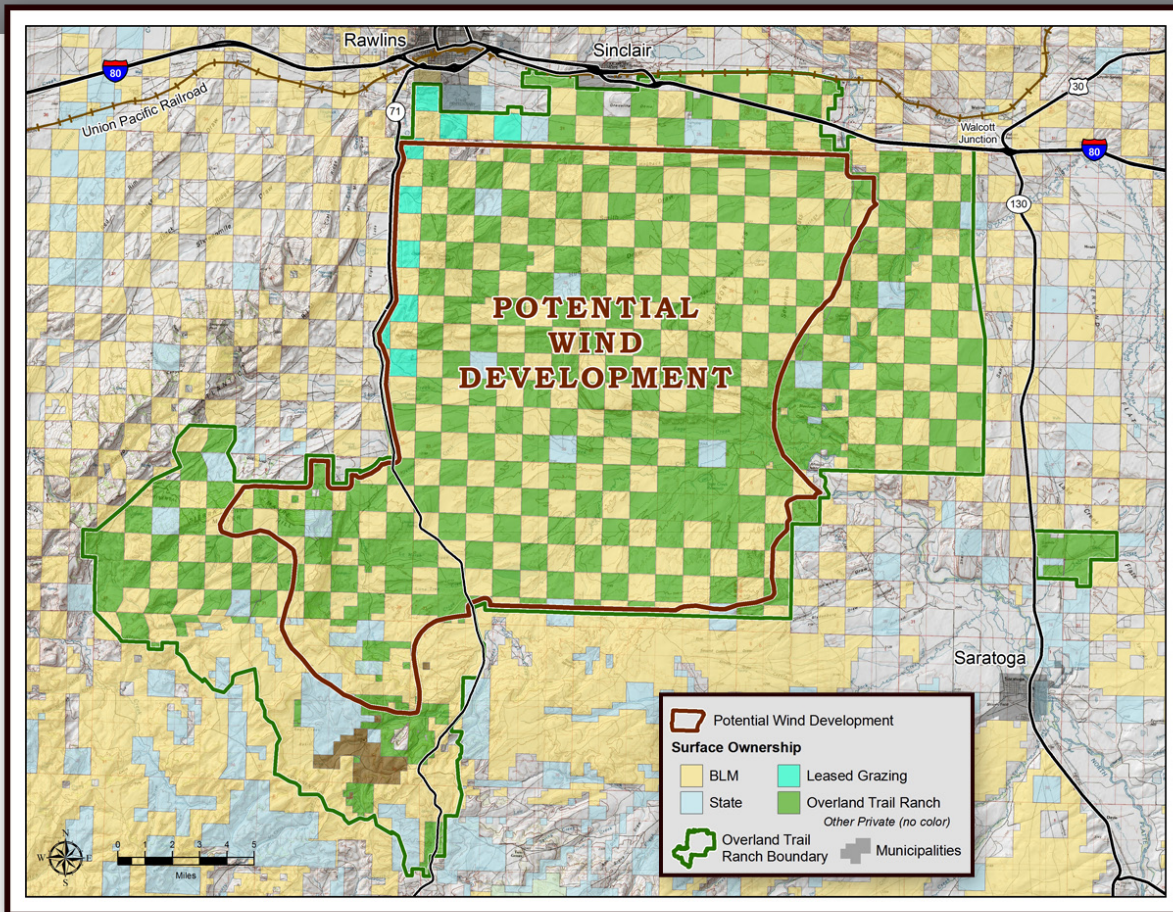 Rawlins
Sinclair
80
Union Pacific Railroad
71
30
Walcott
Junction
80
130
POTENTIAL
WIND
DEVELOPMENT
Saratoga
Potential Wind Development
Surface Ownership
BLM
Leased Grazing
State
Overland Trail Ranch
Other Private (no color)
Overland Trail
Ranch Boundary
Municipalities
N
W E
S
0 1 2 3 4 5
Miles